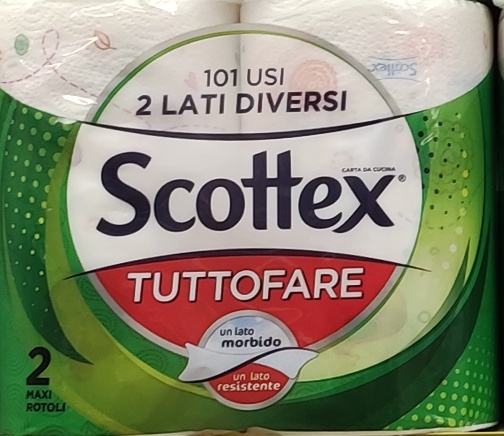 101 USI
2 LATI DIVERSI
Scottex
CARTA DA CUCINA
Scottex®
TUTTOFARE
un lato
morbido
un lato
resistente
2
MAXI
ROTOLI